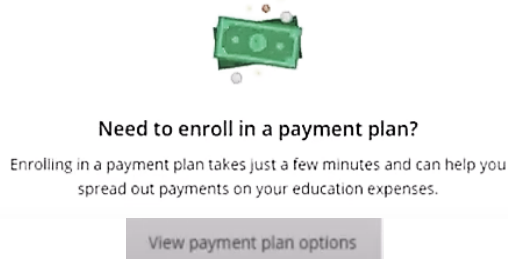 Need to enroll in a payment plan?
Enrolling in a payment plan takes just a few minutes and can help you
spread out payments on your education expenses.
View payment plan options